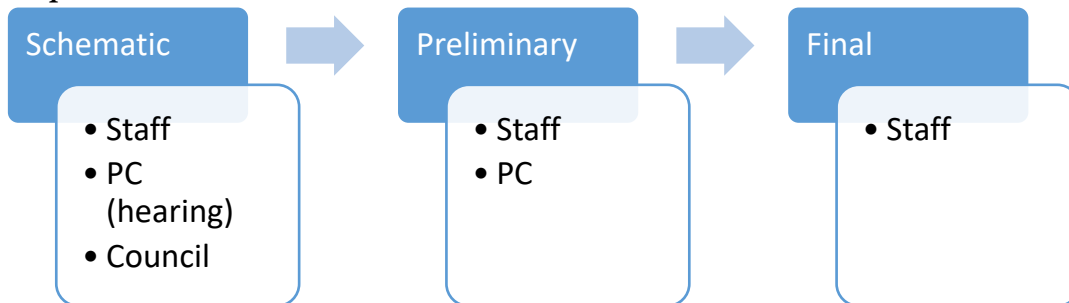 Schematic
• Staff
• PC
(hearing)
• Council
Preliminary
• Staff
• PC
Final
• Staff